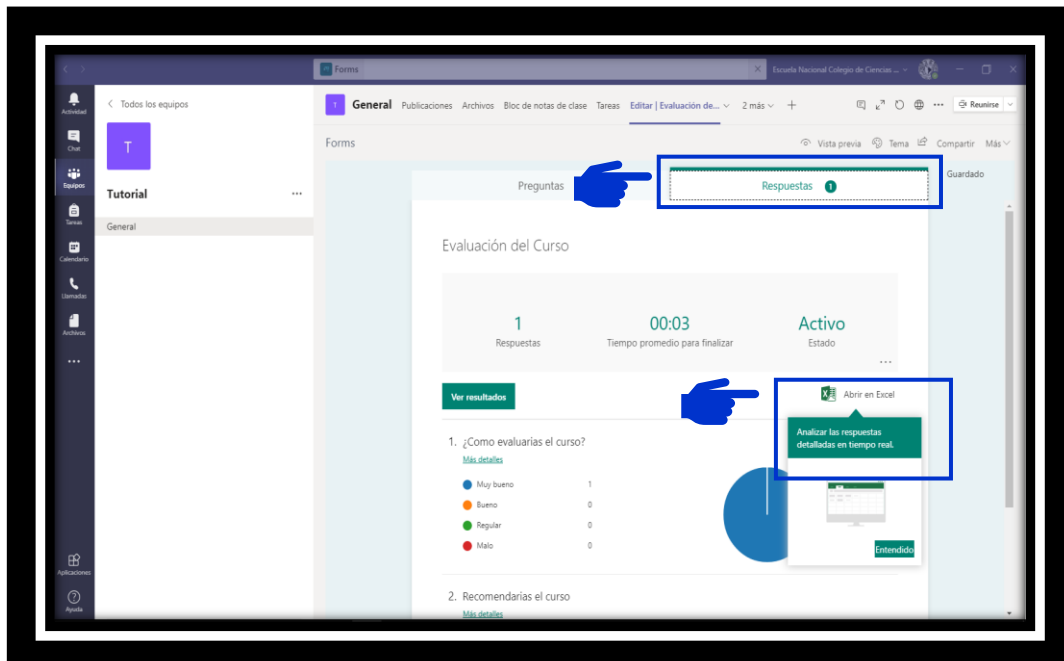 Forms
Escuela Nacional Colegio de Ciencias ...
Actividad
Chat
Equipos
Tareas
Calendario
Llamadas
Archivos
Aplicaciones
Ayuda
Todos los equipos
T
Tutorial
General
T General Publicaciones Archivos Bloc de notas de clase Tareas Editar | Evaluación de... 2 más + Reunirse
Forms
Vista previa Tema Compartir Más
Guardado
Preguntas
Respuestas 1
Evaluación del Curso
1 00:03 Activo
Respuestas Tiempo promedio para finalizar Estado
Ver resultados
Abrir en Excel
Analizar las respuestas
detalladas en tiempo real.
Entendido
1. ¿Como evaluarias el curso?
Más detalles
Muy bueno 1
Bueno 0
Regular 0
Malo 0
2. Recomendarias el curso
Más detalles